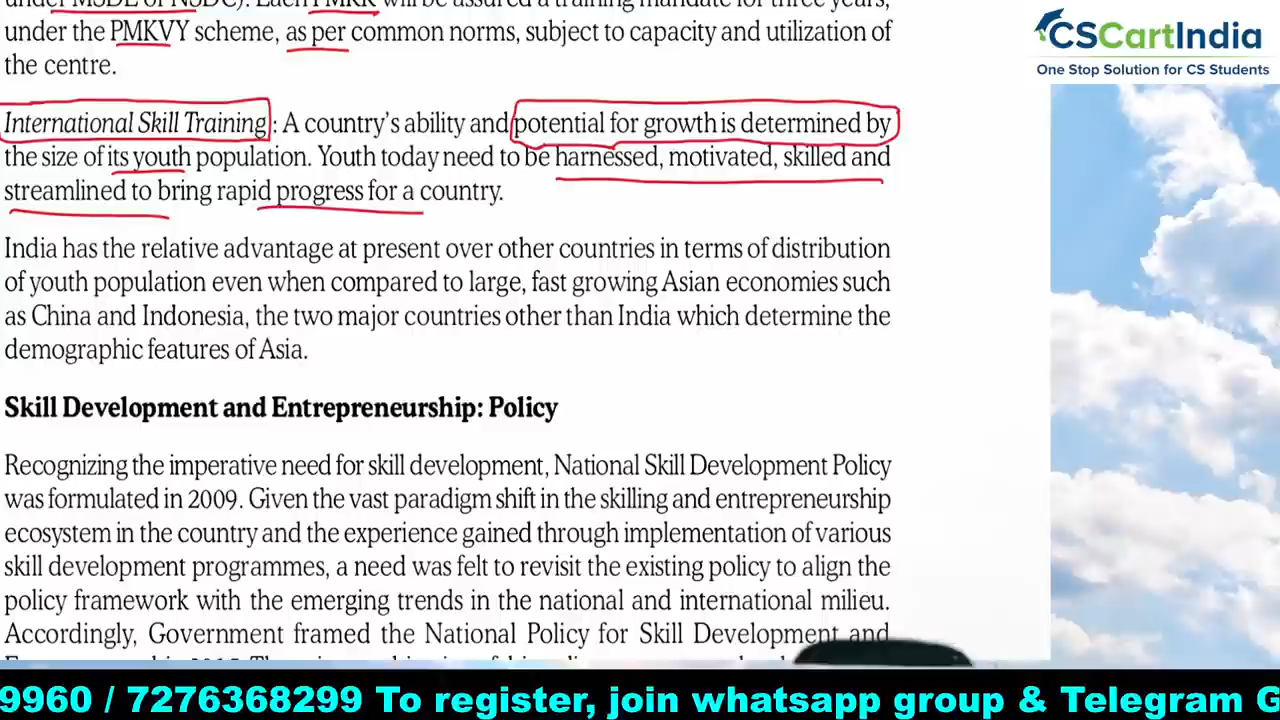 under MSDE or NSDC). Each PMKK will be assured a training mandate for three years,
under the PMKVY scheme, as per common norms, subject to capacity and utilization of
the centre.
International Skill Training : A country's ability and potential for growth is determined by
the size of its youth population. Youth today need to be harnessed, motivated, skilled and
streamlined to bring rapid progress for a country.
India has the relative advantage at present over other countries in terms of distribution
of youth population even when compared to large, fast growing Asian economies such
as China and Indonesia, the two major countries other than India which determine the
demographic features of Asia.
Skill Development and Entrepreneurship: Policy
Recognizing the imperative need for skill development, National Skill Development Policy
was formulated in 2009. Given the vast paradigm shift in the skilling and entrepreneurship
ecosystem in the country and the experience gained through implementation of various
skill development programmes, a need was felt to revisit the existing policy to align the
policy framework with the emerging trends in the national and international milieu.
Accordingly, Government framed the National Policy for Skill Development and
CSCartIndia
One Stop Solution for CS Students
9960 / 7276368299 To register, join whatsapp group & Telegram G